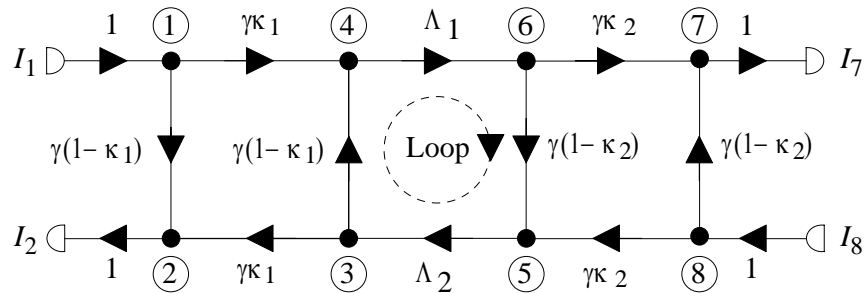 1 ① γκ₁ ④ Λ₁ ⑥ γκ₂ ⑦ 1
I₁ I₇
γ(1− κ₁) γ(1− κ₁) Loop γ(1− κ₂) γ(1− κ₂)
I₂ I₈
1 ② γκ₁ ③ Λ₂ ⑤ γκ₂ ⑧ 1